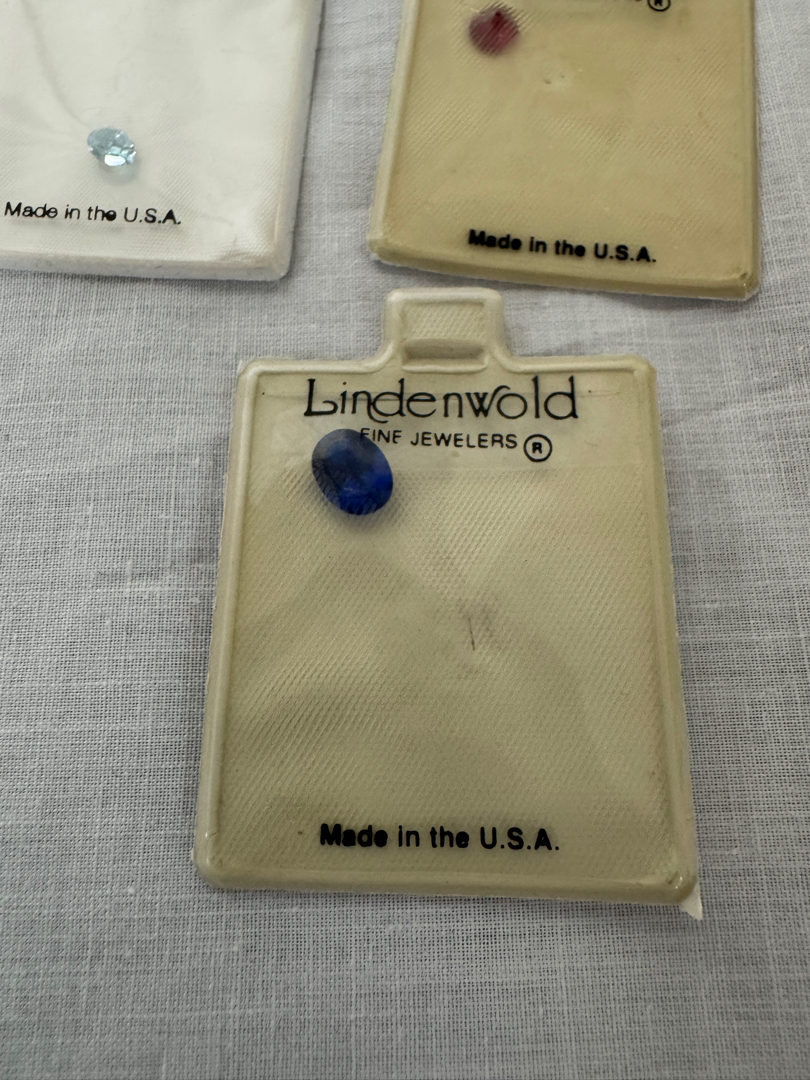 ®
Made in the U.S.A.
Made in the U.S.A.
Lindenwold
FINE JEWELERS ®
Made in the U.S.A.